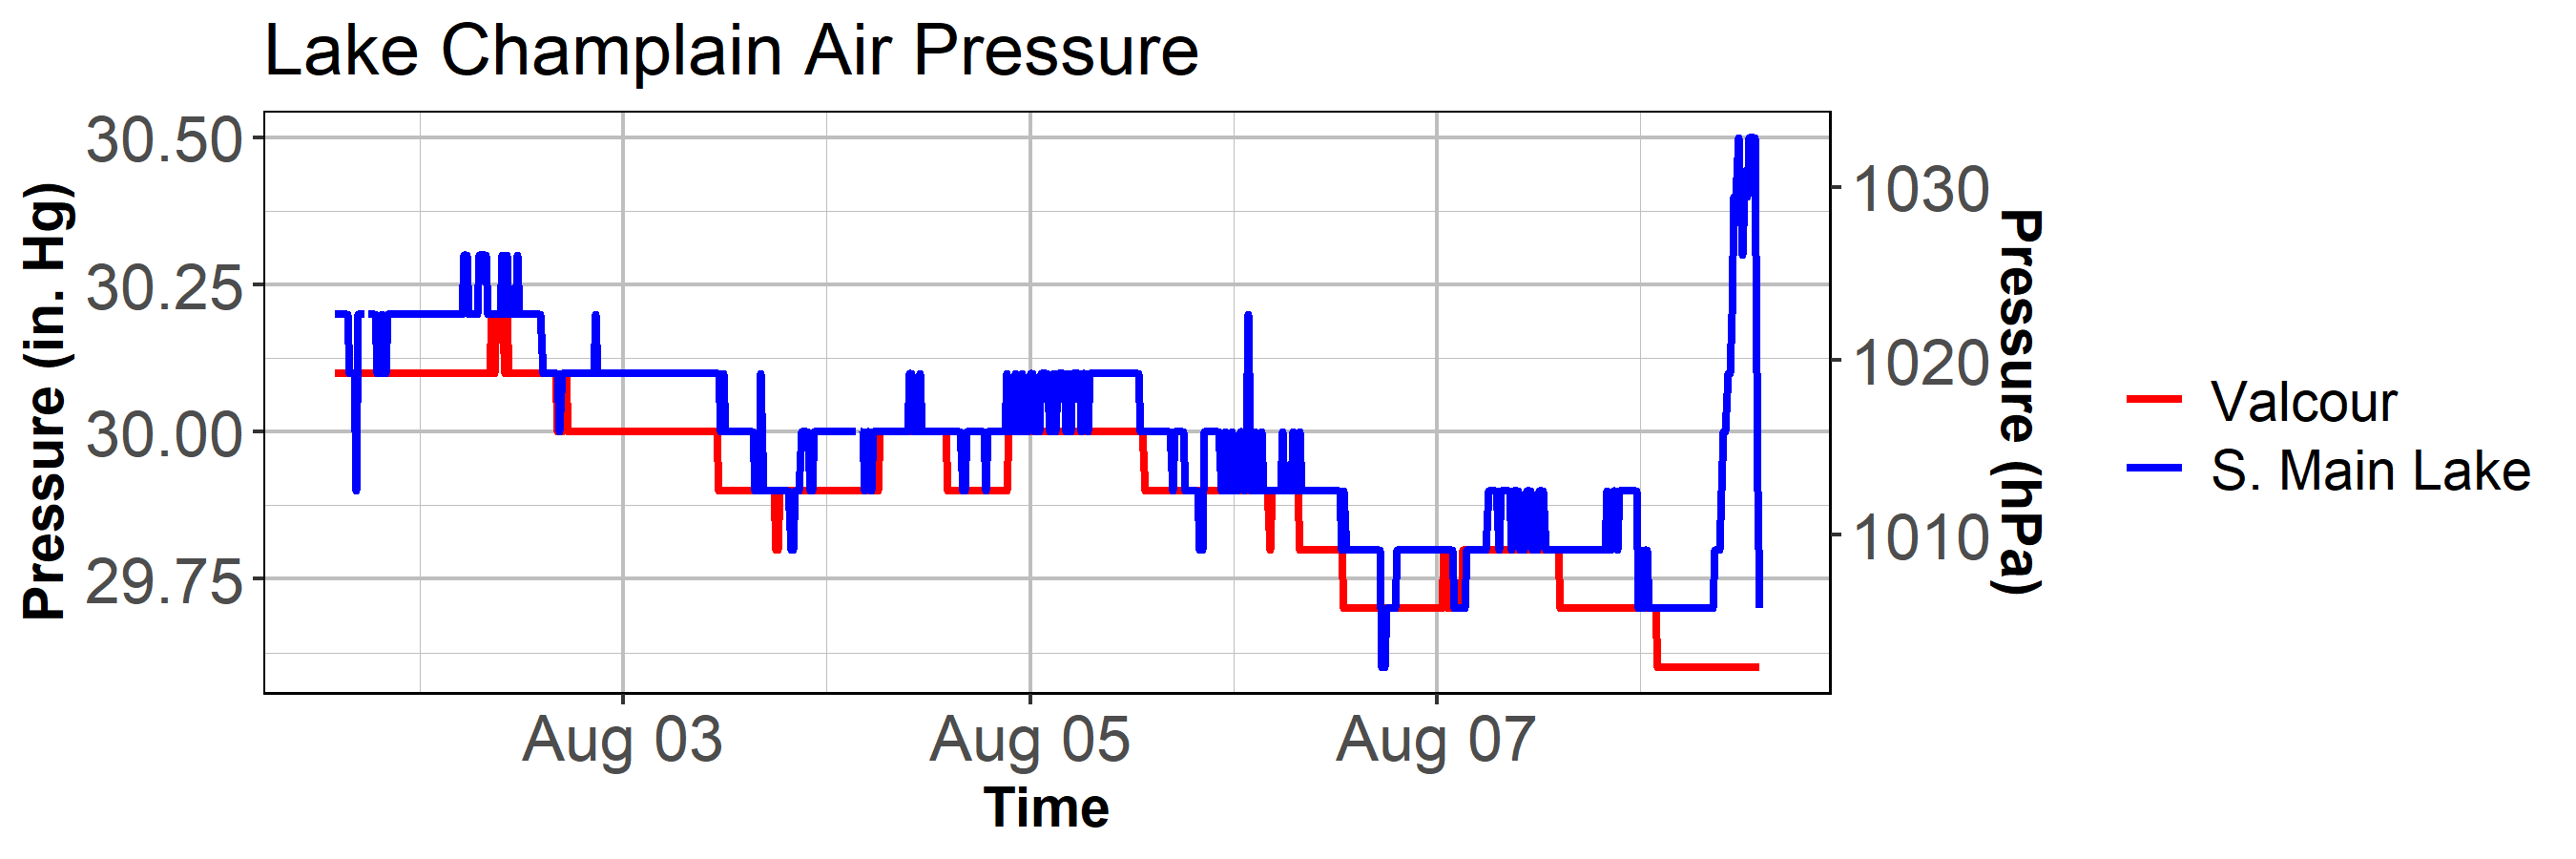 Lake Champlain Air Pressure
Pressure (in. Hg)
30.50
30.25
30.00
29.75
1030
1020
1010
Pressure (hPa)
Valcour
S. Main Lake
Aug 03 Aug 05 Aug 07
Time